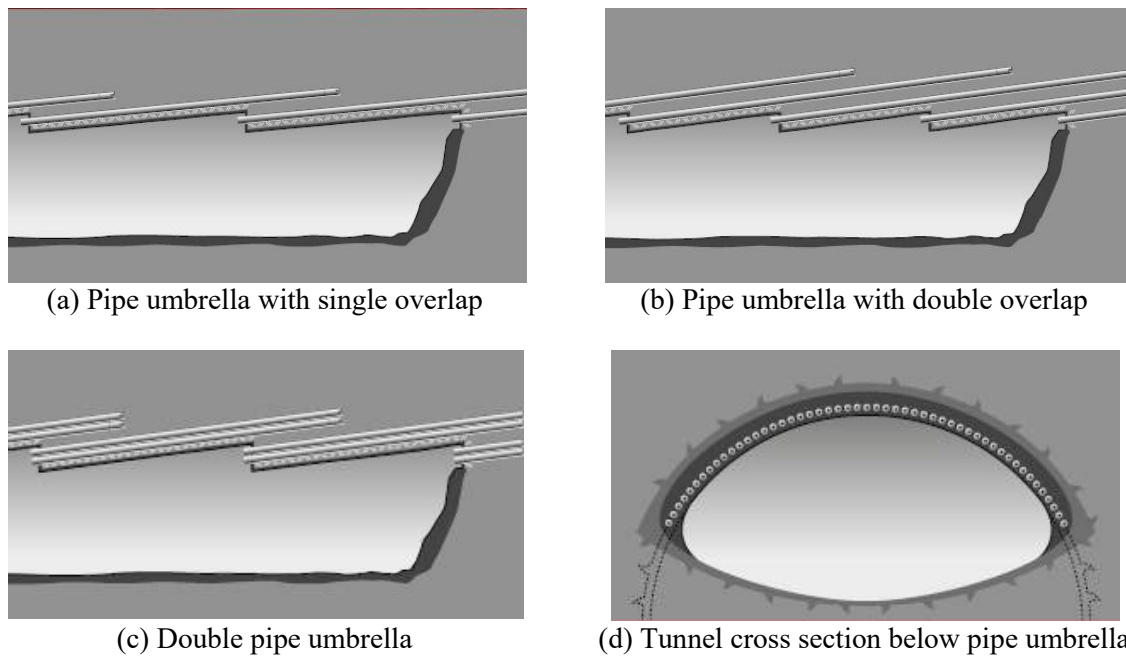 (a) Pipe umbrella with single overlap
(b) Pipe umbrella with double overlap
(c) Double pipe umbrella
(d) Tunnel cross section below pipe umbrella